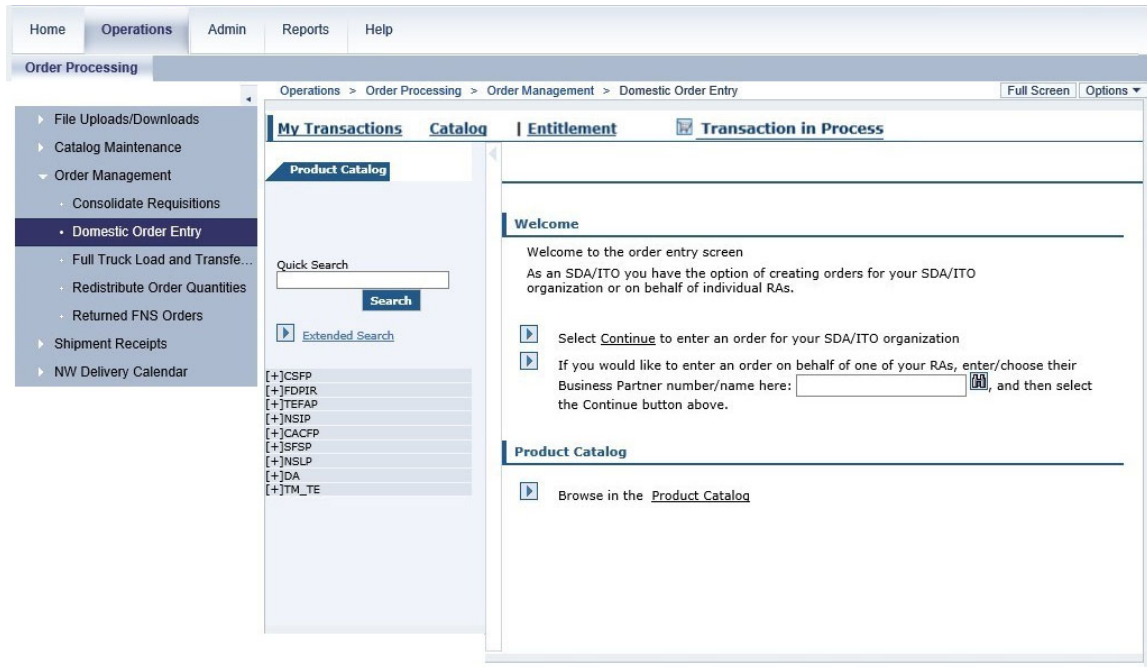 Home Operations Admin Reports Help
Order Processing
Operations > Order Processing > Order Management > Domestic Order Entry Full Screen Options
File Uploads/Downloads
Catalog Maintenance
Order Management
Consolidate Requisitions
Domestic Order Entry
Full Truck Load and Transfe...
Redistribute Order Quantities
Returned FNS Orders
Shipment Receipts
NW Delivery Calendar
My Transactions Catalog | Entitlement Transaction in Process
Product Catalog
Quick Search
Search
Extended Search
[+]CSFP
[+]FDPIR
[+]TEFAP
[+]NSIP
[+]CACFP
[+]SFSP
[+]NSLP
[+]DA
[+]TM_TE
Welcome
Welcome to the order entry screen
As an SDA/ITO you have the option of creating orders for your SDA/ITO
organization or on behalf of individual RAs.
Select Continue to enter an order for your SDA/ITO organization
If you would like to enter an order on behalf of one of your RAs, enter/choose their
Business Partner number/name here: , and then select
the Continue button above.
Product Catalog
Browse in the Product Catalog